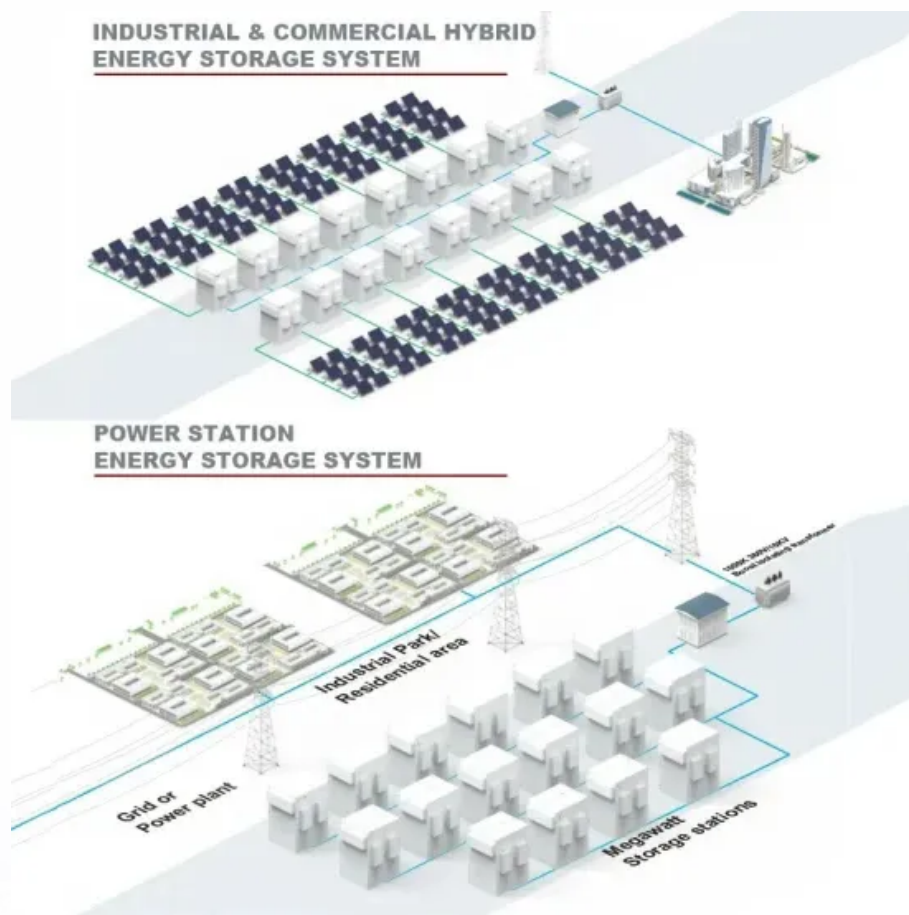 INDUSTRIAL & COMMERCIAL HYBRID
ENERGY STORAGE SYSTEM
POWER STATION
ENERGY STORAGE SYSTEM
Industrial Park/
Residential area
Grid or
Power plant
Megawatt
Storage stations